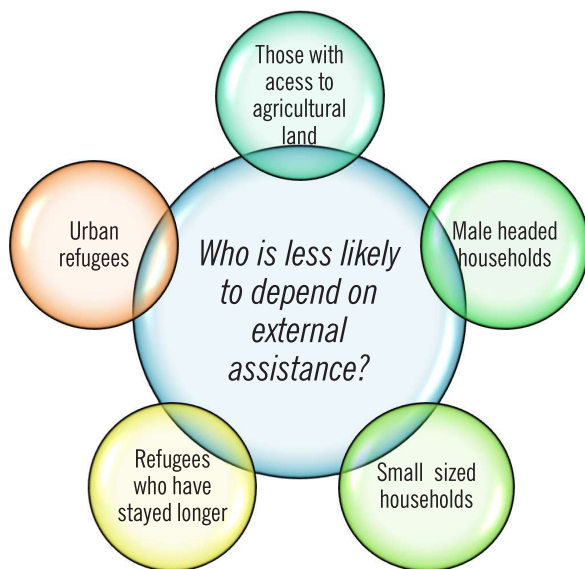 Those with
acess to
agricultural
land
Urban
refugees
Male headed
households
Who is less likely
to depend on
external
assistance?
Refugees
who have
stayed longer
Small sized
households